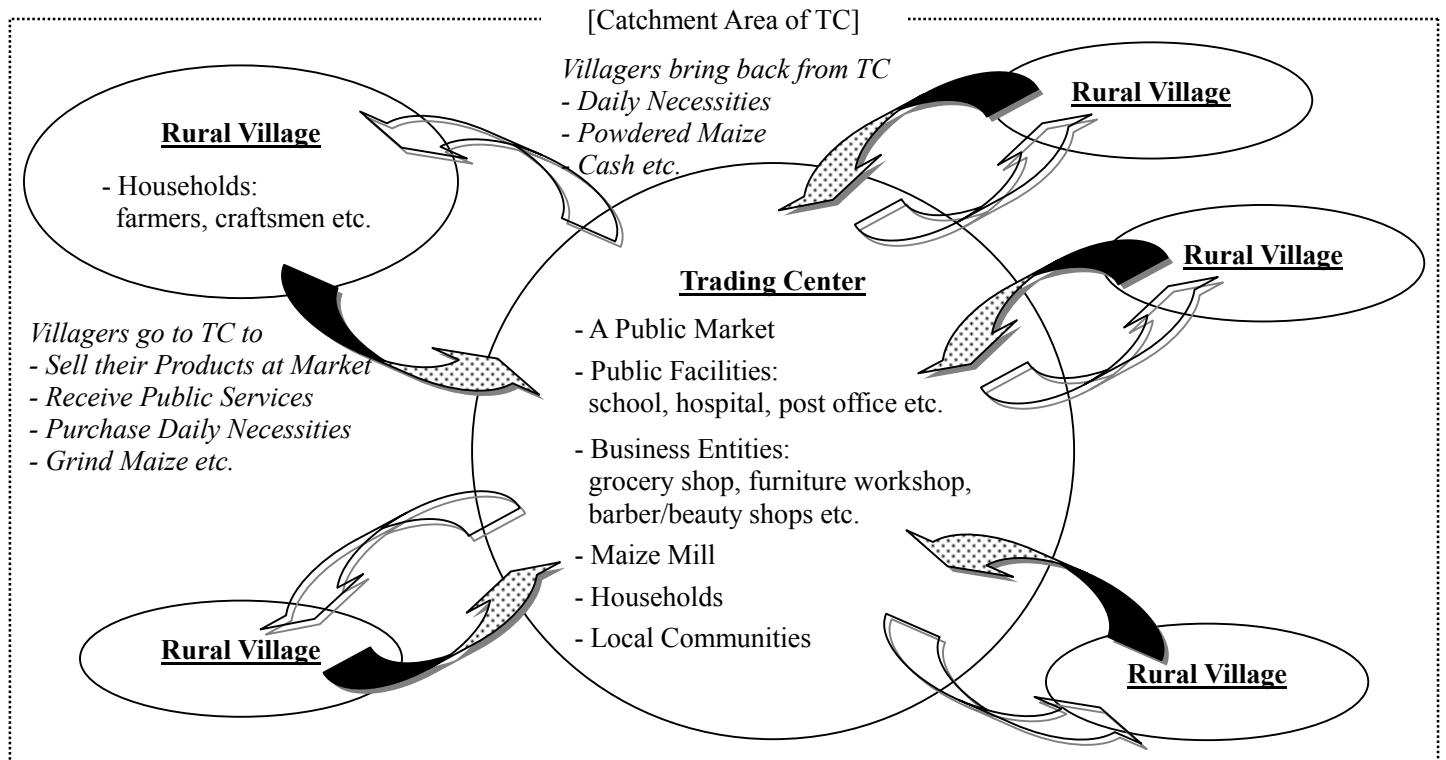 [Catchment Area of TC]
Villagers bring back from TC
- Daily Necessities
- Powdered Maize
- Cash etc.
Rural Village
- Households:
farmers, craftsmen etc.
Rural Village
Rural Village
Villagers go to TC to
- Sell their Products at Market
- Receive Public Services
- Purchase Daily Necessities
- Grind Maize etc.
Trading Center
- A Public Market
- Public Facilities:
school, hospital, post office etc.
- Business Entities:
grocery shop, furniture workshop,
barber/beauty shops etc.
- Maize Mill
- Households
- Local Communities
Rural Village
Rural Village